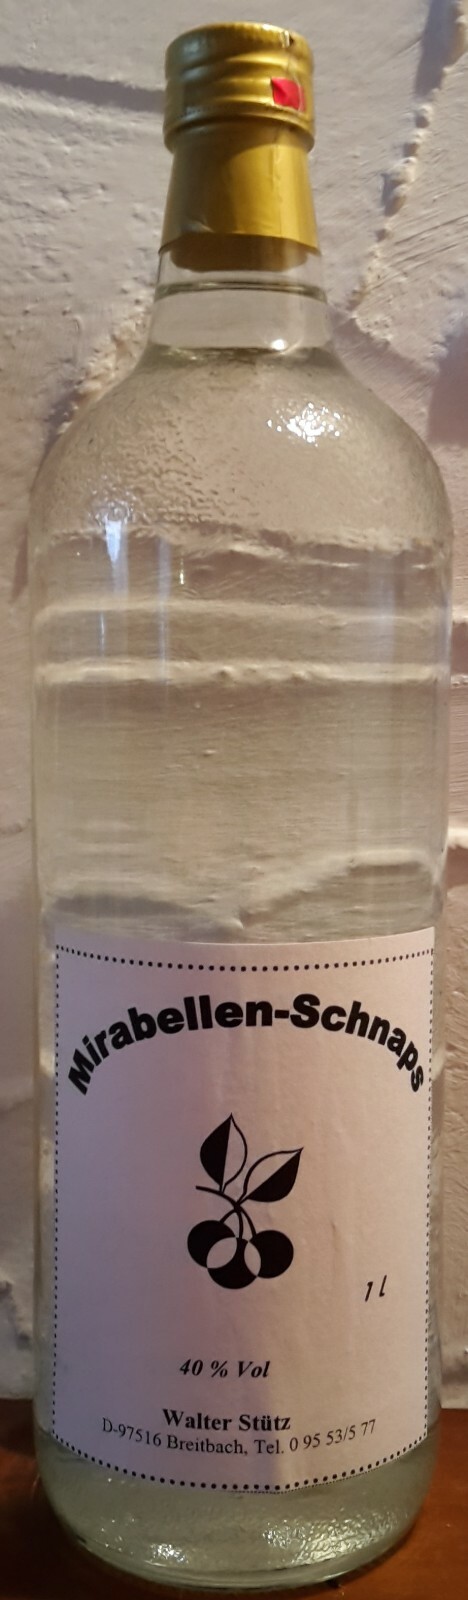 Mirabellen-Schnaps
1 L
40 % Vol
Walter Stütz
D-97516 Breitbach, Tel. 0 95 53/5 77